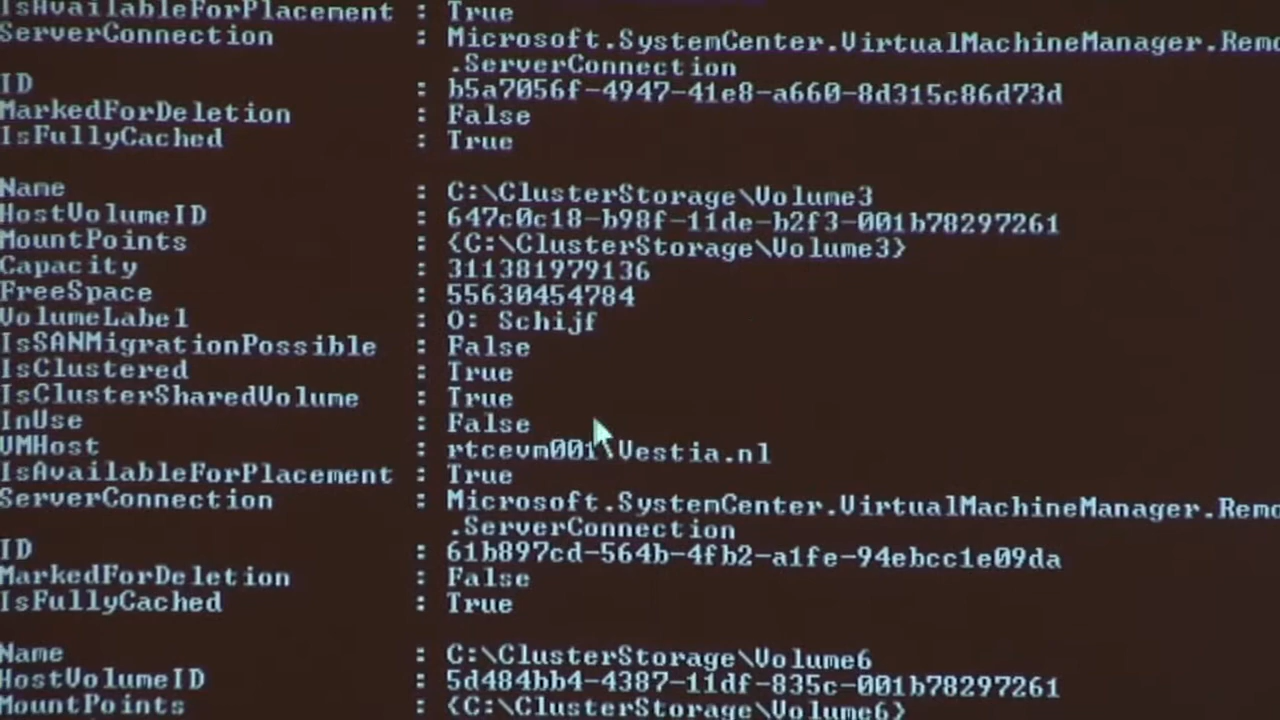 IsAvailableForPlacement : True
ServerConnection : Microsoft.SystemCenter.VirtualMachineManager.Remo
.ServerConnection
ID : b5a7056f-4947-41e8-a660-8d315c86d73d
MarkedForDeletion : False
IsFullyCached : True
Name : C:\ClusterStorage\Volume3
HostVolumeID : 647c0c18-b98f-11de-b2f3-001b78297261
MountPoints : {C:\ClusterStorage\Volume3}
Capacity : 311381979136
FreeSpace : 55630454784
VolumeLabel : O: Schijf
IsSANMigrationPossible : False
IsClustered : True
IsClusterSharedVolume : True
InUse : False
VMHost : rtcevm001.Vestia.nl
IsAvailableForPlacement : True
ServerConnection : Microsoft.SystemCenter.VirtualMachineManager.Remo
.ServerConnection
ID : 61b897cd-564b-4fb2-a1fe-94ebcc1e09da
MarkedForDeletion : False
IsFullyCached : True
Name : C:\ClusterStorage\Volume6
HostVolumeID : 5d484bb4-4387-11df-835c-001b78297261
MountPoints : {C:\ClusterStorage\Volume6}